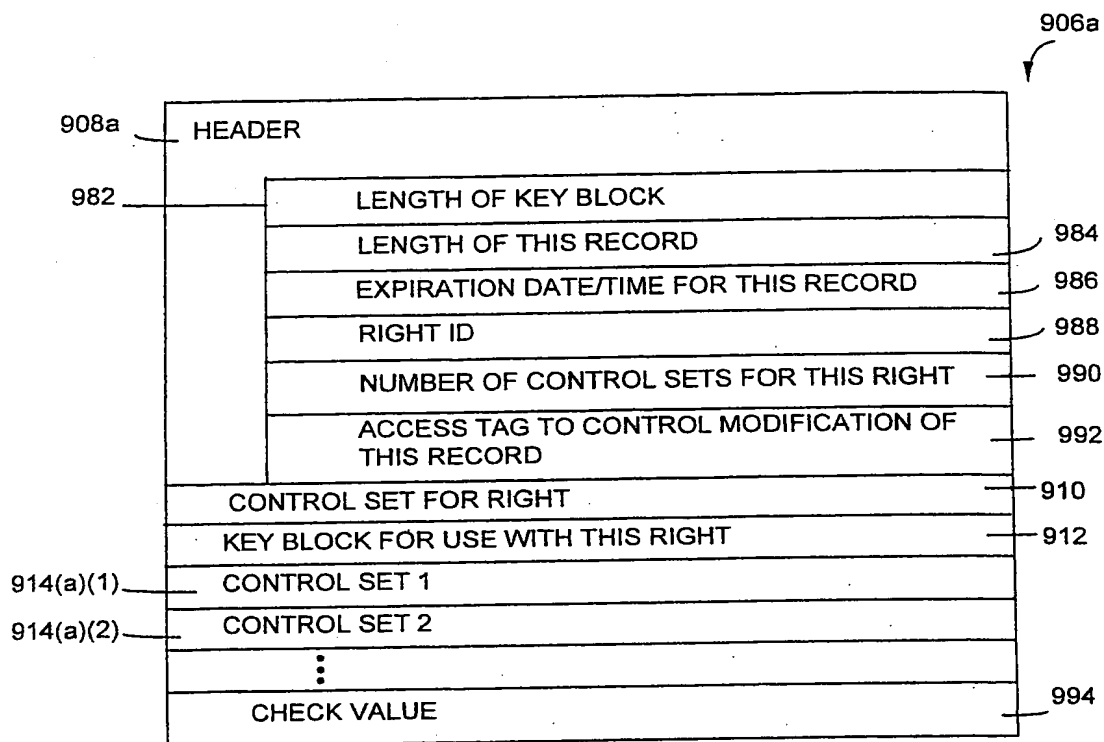 906a
908a
HEADER
982
LENGTH OF KEY BLOCK
LENGTH OF THIS RECORD
984
EXPIRATION DATE/TIME FOR THIS RECORD
986
RIGHT ID
988
NUMBER OF CONTROL SETS FOR THIS RIGHT
990
ACCESS TAG TO CONTROL MODIFICATION OF
THIS RECORD
992
CONTROL SET FOR RIGHT
910
KEY BLOCK FOR USE WITH THIS RIGHT
912
914(a)(1)
CONTROL SET 1
914(a)(2)
CONTROL SET 2
CHECK VALUE
994